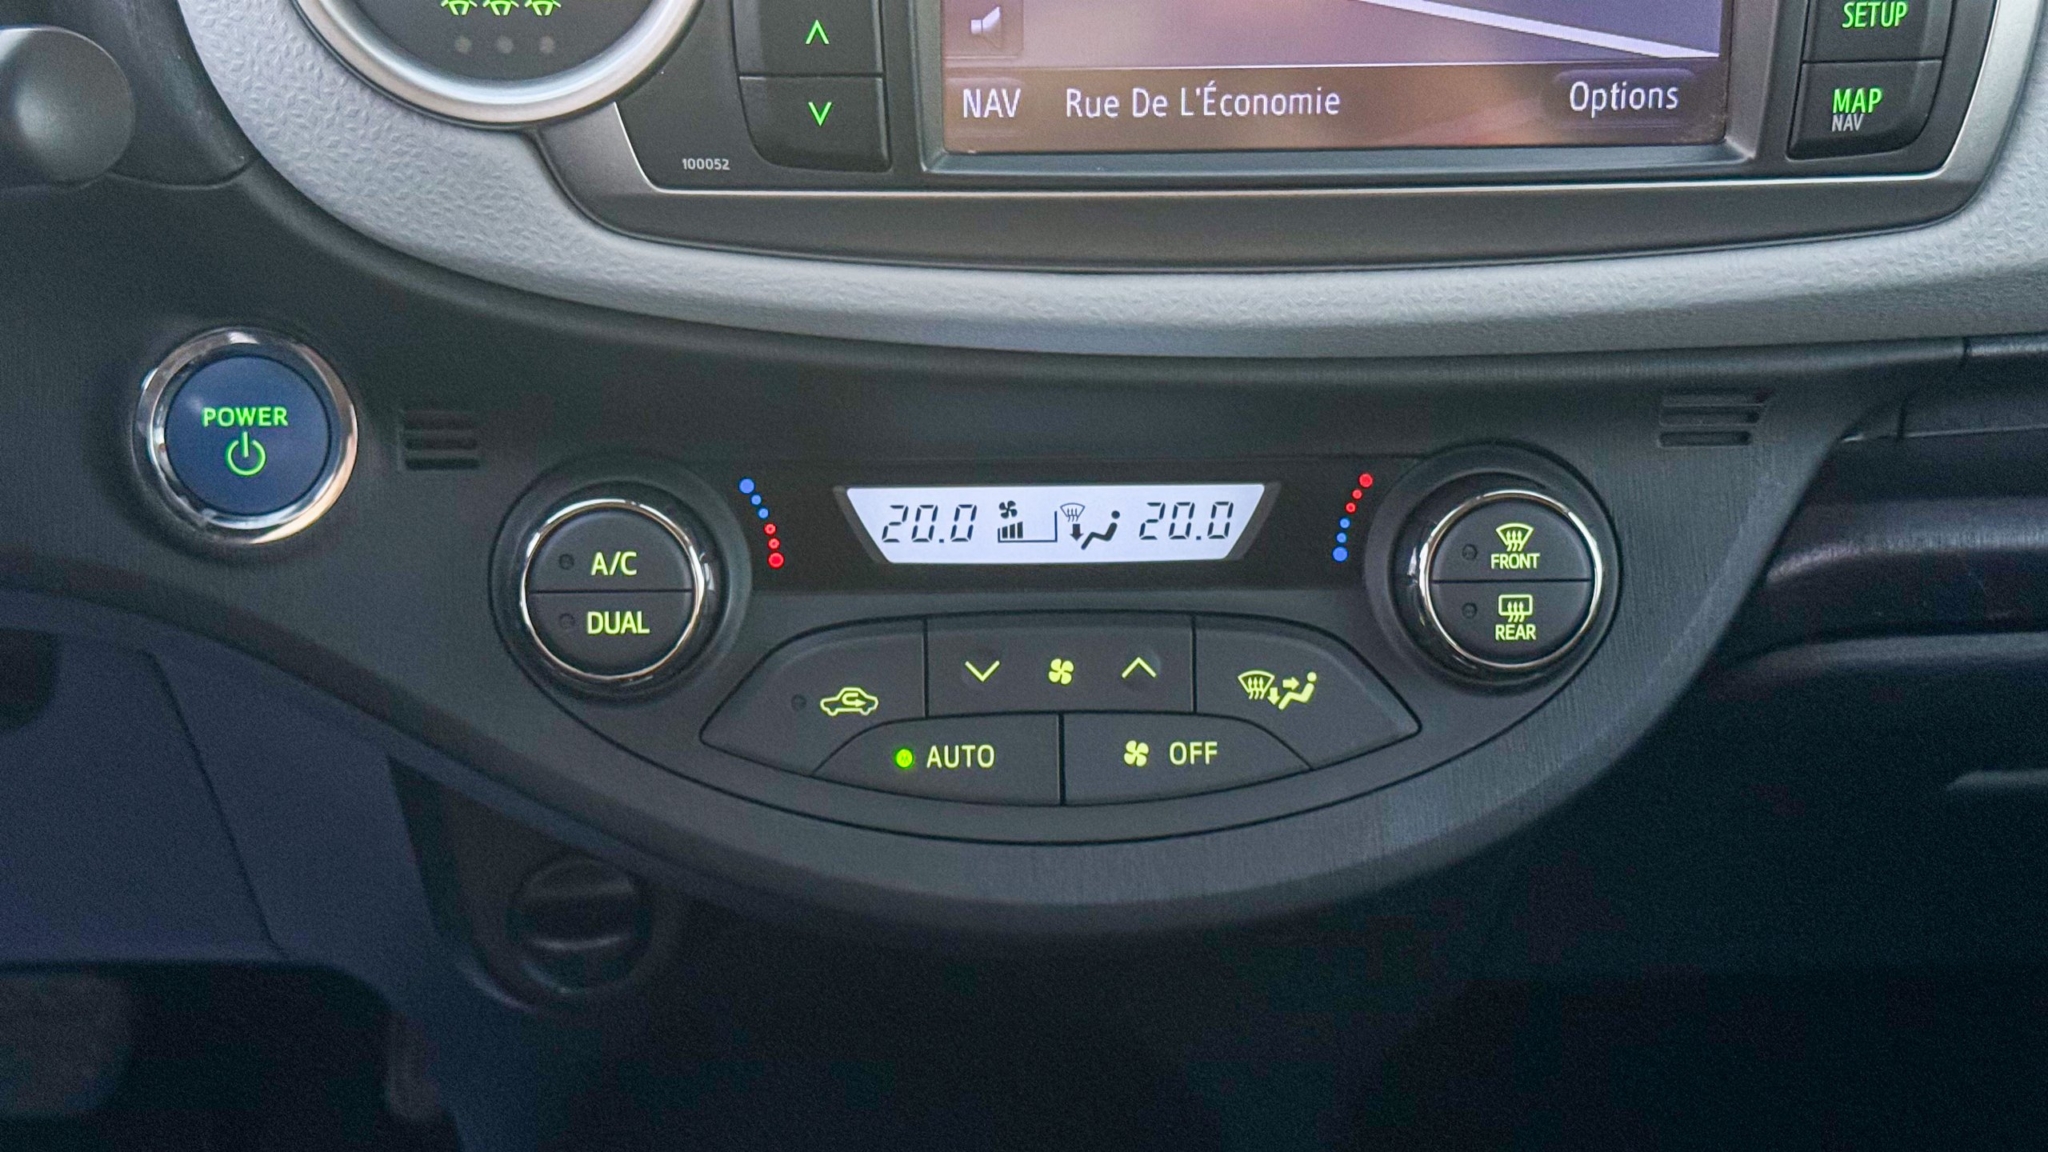 SETUP
NAV Rue De L'Économie Options
MAP
NAV
100052
POWER
20.0 20.0
A/C
DUAL
FRONT
REAR
AUTO
OFF